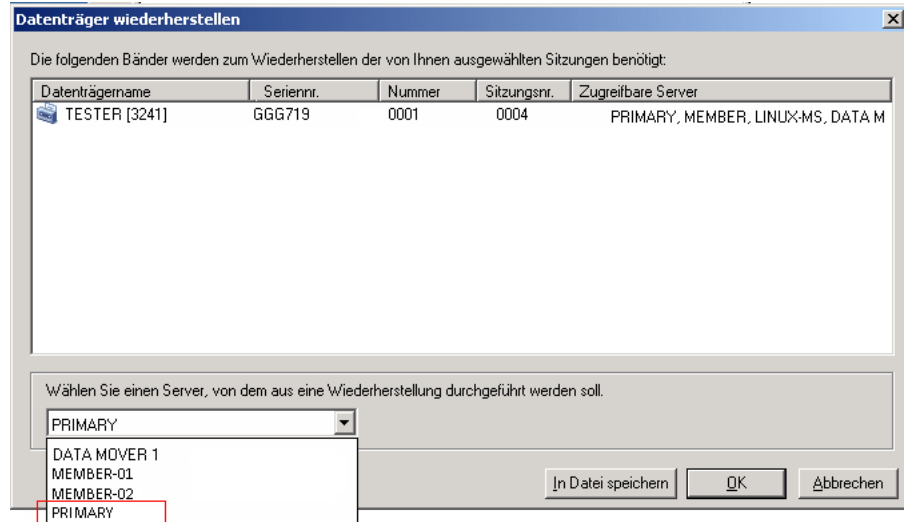 Datenträger wiederherstellen
Die folgenden Bänder werden zum Wiederherstellen der von Ihnen ausgewählten Sitzungen benötigt:
Datenträgername Seriennr. Nummer Sitzungsnr. Zugreifbare Server
TESTER [3241] GGG719 0001 0004 PRIMARY, MEMBER, LINUX-MS, DATA M
Wählen Sie einen Server, von dem aus eine Wiederherstellung durchgeführt werden soll.
PRIMARY
DATA MOVER 1
MEMBER-01
MEMBER-02
PRIMARY
In Datei speichern OK Abbrechen